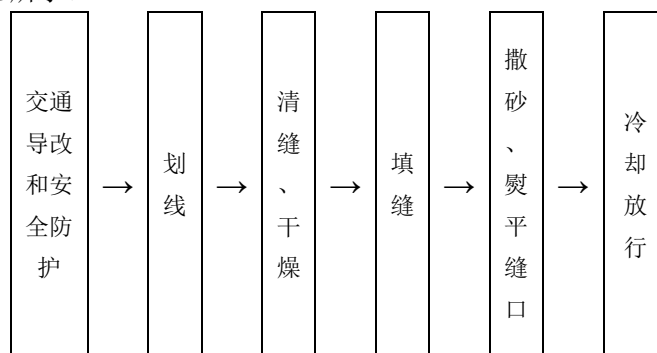 交通
导改
和安
全防
护
→
划
线
→
清
缝
、
干
燥
→
填
缝
→
撒
砂
、
熨
平
缝
口
→
冷
却
放
行